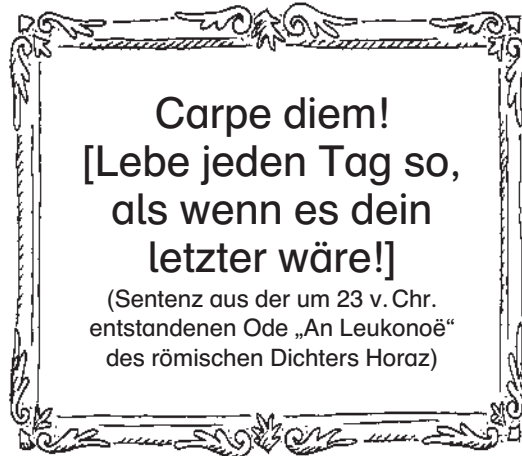 Carpe diem!
[Lebe jeden Tag so,
als wenn es dein
letzter wäre!]
(Sentenz aus der um 23 v. Chr.
entstandenen Ode „An Leukonoë“
des römischen Dichters Horaz)